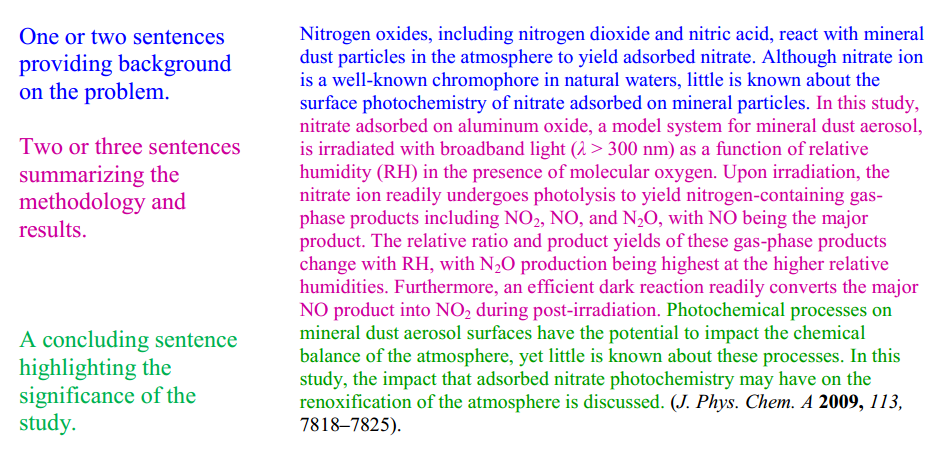 One or two sentences
providing background
on the problem.
Two or three sentences
summarizing the
methodology and
results.
A concluding sentence
highlighting the
significance of the
study.
Nitrogen oxides, including nitrogen dioxide and nitric acid, react with mineral
dust particles in the atmosphere to yield adsorbed nitrate. Although nitrate ion
is a well-known chromophore in natural waters, little is known about the
surface photochemistry of nitrate adsorbed on mineral particles. In this study,
nitrate adsorbed on aluminum oxide, a model system for mineral dust aerosol,
is irradiated with broadband light (λ > 300 nm) as a function of relative
humidity (RH) in the presence of molecular oxygen. Upon irradiation, the
nitrate ion readily undergoes photolysis to yield nitrogen-containing gas-
phase products including NO₂, NO, and N₂O, with NO being the major
product. The relative ratio and product yields of these gas-phase products
change with RH, with N₂O production being highest at the higher relative
humidities. Furthermore, an efficient dark reaction readily converts the major
NO product into NO₂ during post-irradiation. Photochemical processes on
mineral dust aerosol surfaces have the potential to impact the chemical
balance of the atmosphere, yet little is known about these processes. In this
study, the impact that adsorbed nitrate photochemistry may have on the
renoxification of the atmosphere is discussed. (J. Phys. Chem. A 2009, 113,
7818–7825).